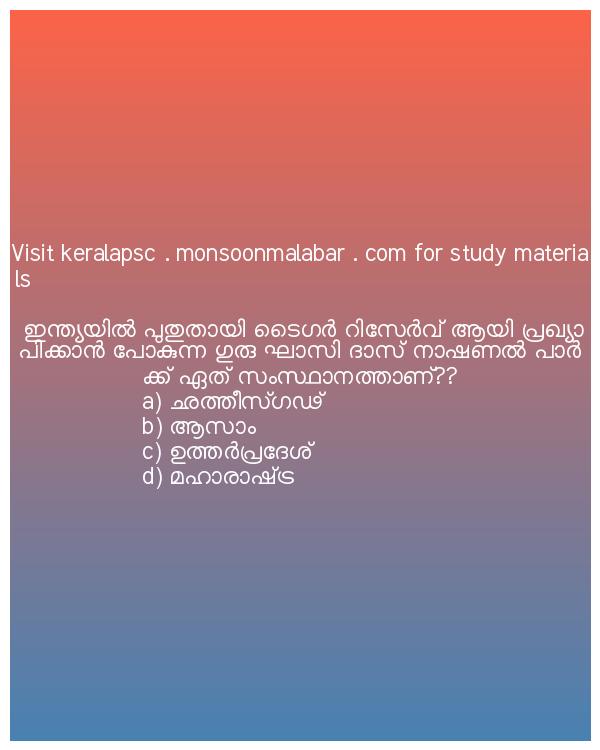 Visit keralapsc . monsoonmalabar . com for study materia
ls
ഇന്ത്യയിൽ പുതുതായി ടൈഗർ റിസേർവ് ആയി പ്രഖ്യാ
പിക്കാൻ പോകുന്ന ഗുരു ഘാസി ദാസ് നാഷണൽ പാർ
ക്ക് ഏത് സംസ്ഥാനത്താണ്??
a) ഛത്തീസ്ഗഢ്
b) ആസാം
c) ഉത്തർപ്രദേശ്
d) മഹാരാഷ്ട്ര